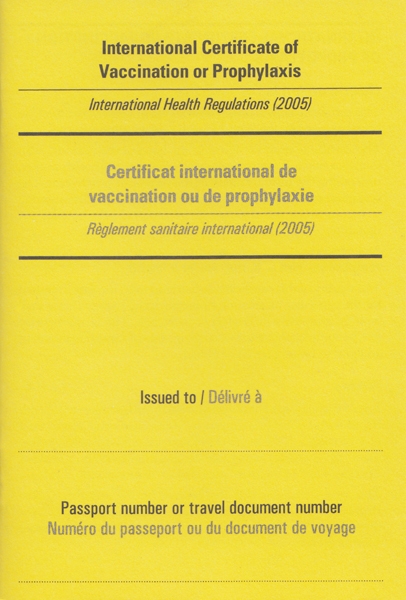 International Certificate of
Vaccination or Prophylaxis
International Health Regulations (2005)
Certificat international de
vaccination ou de prophylaxie
Règlement sanitaire international (2005)
Issued to / Délivré à
Passport number or travel document number
Numéro du passeport ou du document de voyage